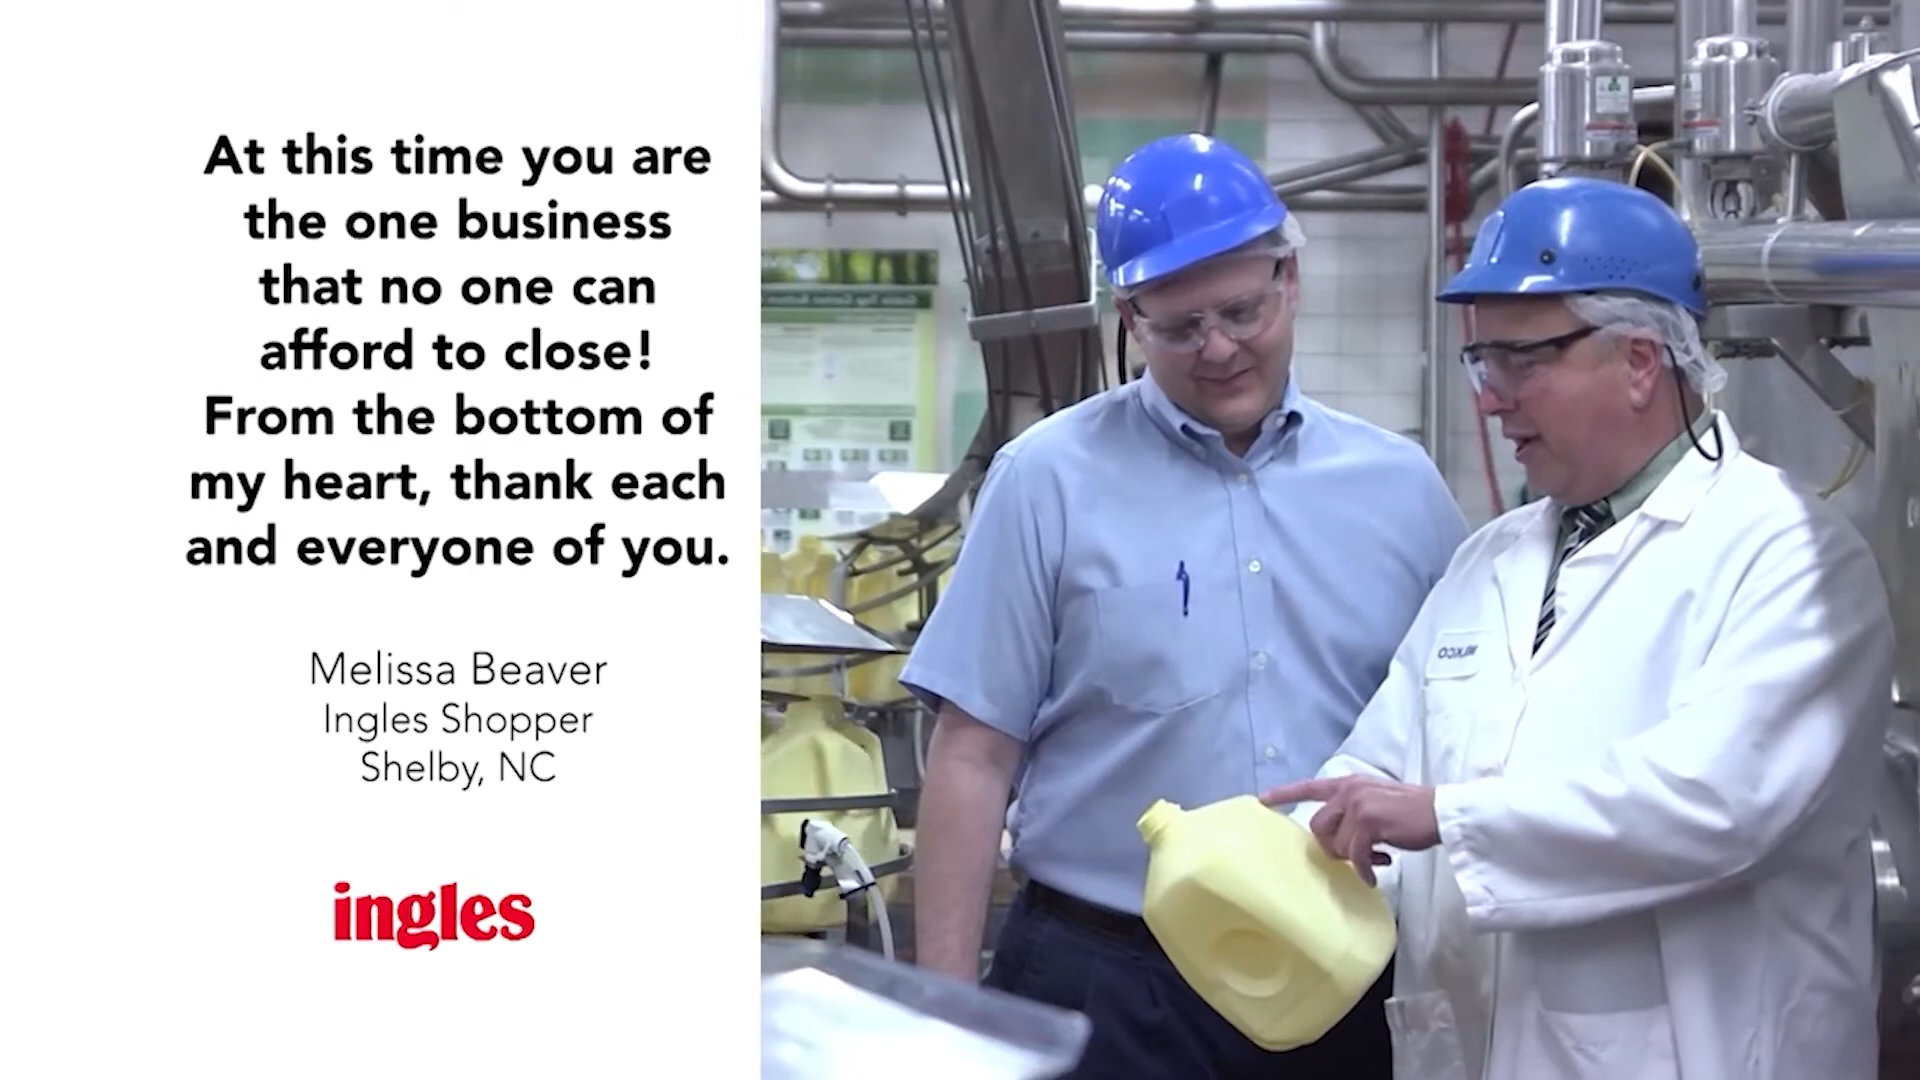 At this time you are
the one business
that no one can
afford to close!
From the bottom of
my heart, thank each
and everyone of you.
Melissa Beaver
Ingles Shopper
Shelby, NC
ingles
MILKCO